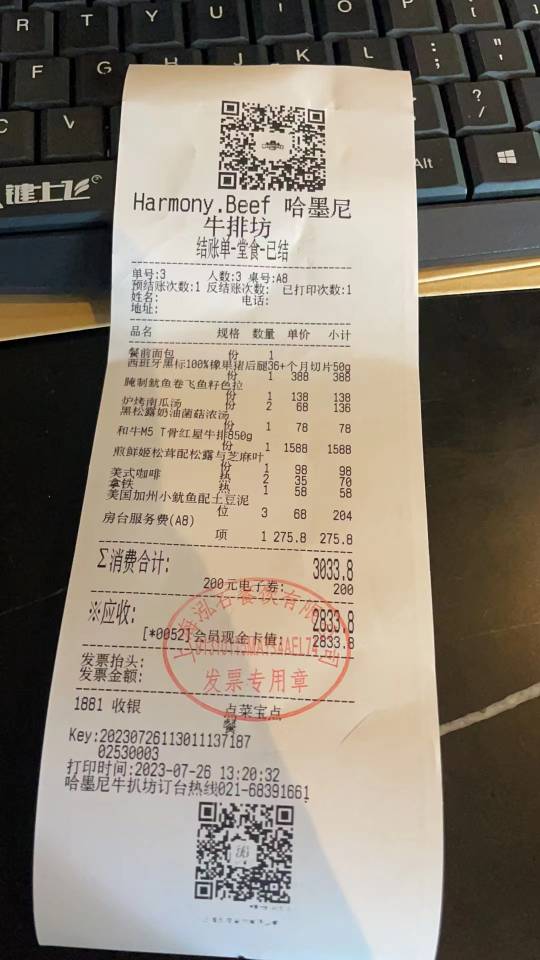 R
T
Y
U
I
O
P
F
G
H
J
K
L
:
;
"
'
C
V
?
/
Alt
Harmony.Beef 哈墨尼
牛排坊
结账单-堂食-已结
单号:3 人数:3 桌号:A8
预结账次数:1 反结账次数: 已打印次数:1
姓名: 电话:
地址:
品名 规格 数量 单价 小计
餐前面包
份 1
西班牙黑标100%橡果猪后腿36+个月切片50g
份 1 388 388
腌制鱿鱼卷飞鱼籽色拉
份 1 138 138
炉烤南瓜汤 份 2 68 136
黑松露奶油菌菇浓汤
份 1 78 78
和牛M5 T骨红屋牛排850g
份 1 1588 1588
煎鲜姬松茸配松露与芝麻叶
份 1 98 98
美式咖啡 热 2 35 70
拿铁 热 1 58 58
美国加州小鱿鱼配土豆泥
位 3 68 204
房台服务费(A8)
项 1 275.8 275.8
Σ消费合计: 3033.8
200元电子券: 200
※应收: 2833.8
[*0052]会员现金卡值: 2833.8
发票抬头:
发票金额:
发票专用章
1881 收银 点菜宝点
餐
Key:20230726113011137187
02530003
打印时间:2023-07-26 13:20:32
哈墨尼牛扒坊订台热线021-68391661